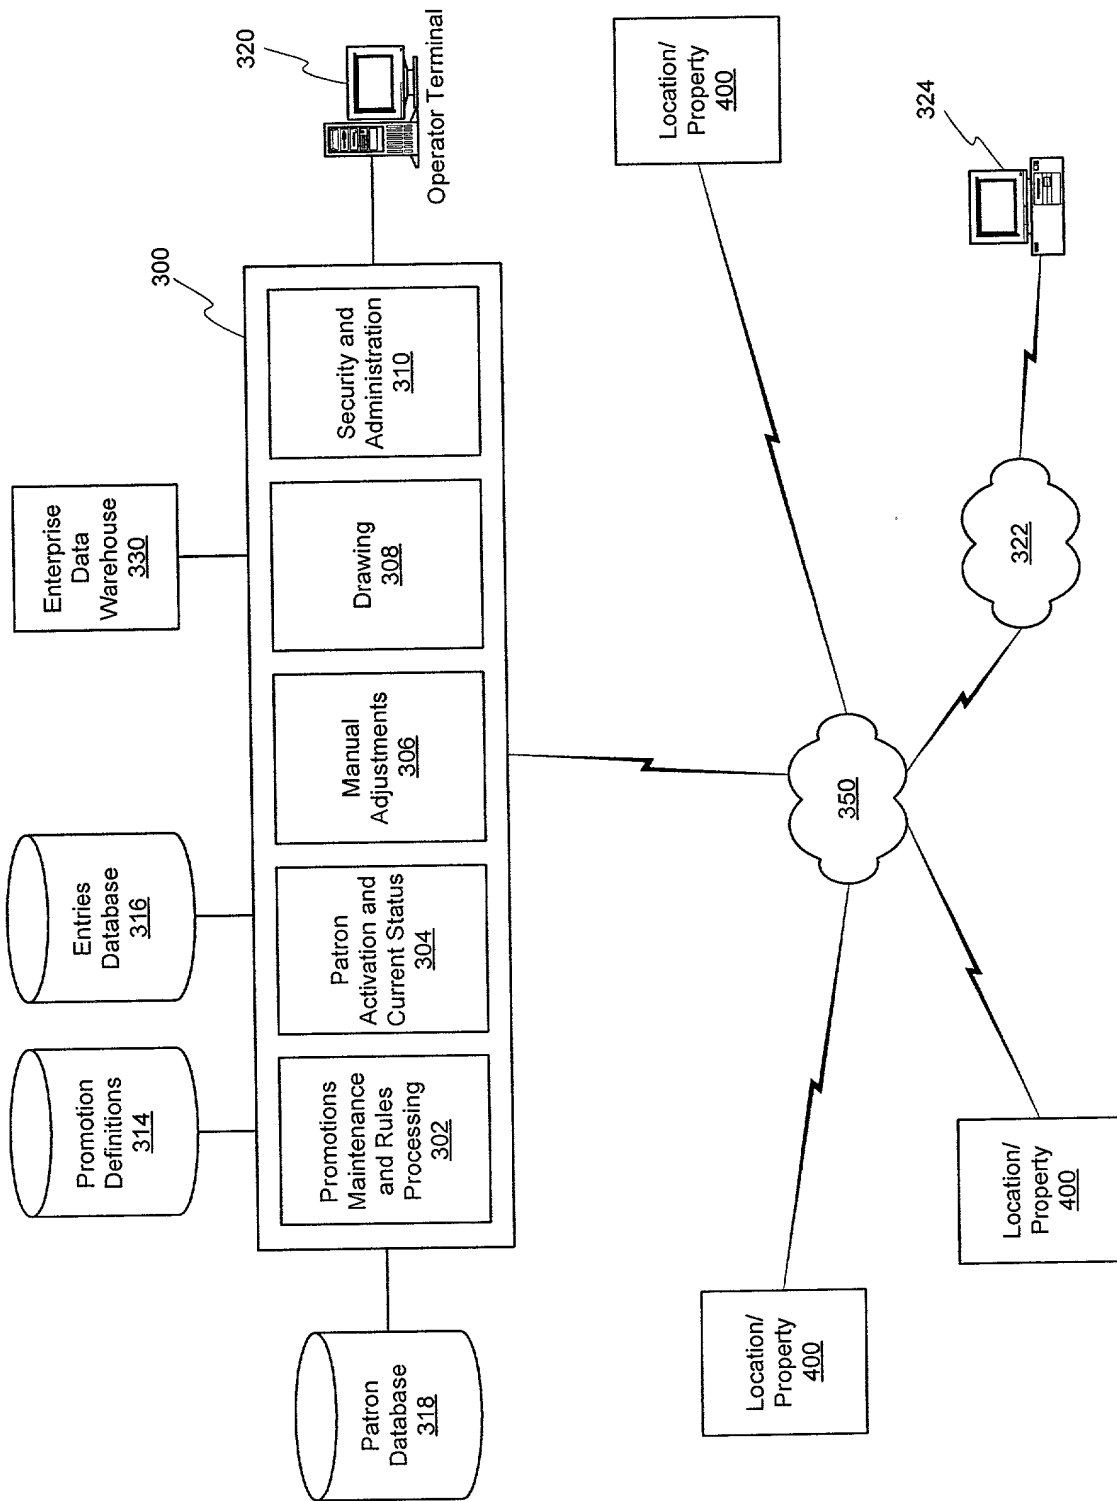 Patron
Database
318
Promotion
Definitions
314
Entries
Database
316
Enterprise
Data
Warehouse
330
300
320
Operator Terminal
Promotions
Maintenance
and Rules
Processing
302
Patron
Activation and
Current Status
304
Manual
Adjustments
306
Drawing
308
Security and
Administration
310
Location/
Property
400
Location/
Property
400
350
322
324
Location/
Property
400